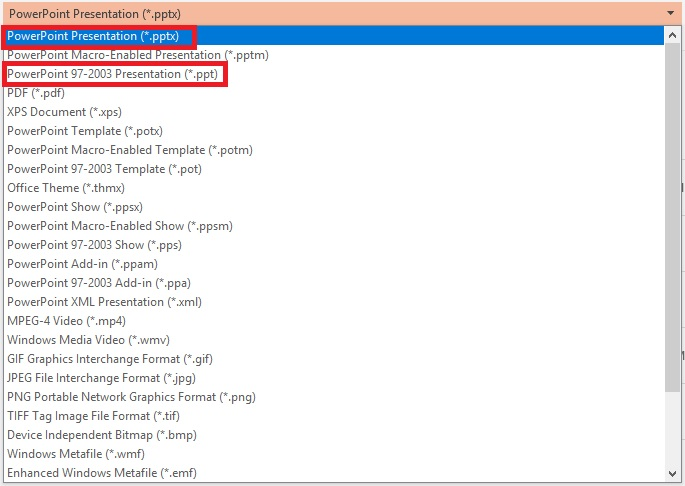 PowerPoint Presentation (*.pptx)
PowerPoint Presentation (*.pptx)
PowerPoint Macro-Enabled Presentation (*.pptm)
PowerPoint 97-2003 Presentation (*.ppt)
PDF (*.pdf)
XPS Document (*.xps)
PowerPoint Template (*.potx)
PowerPoint Macro-Enabled Template (*.potm)
PowerPoint 97-2003 Template (*.pot)
Office Theme (*.thmx)
PowerPoint Show (*.ppsx)
PowerPoint Macro-Enabled Show (*.ppsm)
PowerPoint 97-2003 Show (*.pps)
PowerPoint Add-in (*.ppam)
PowerPoint 97-2003 Add-in (*.ppa)
PowerPoint XML Presentation (*.xml)
MPEG-4 Video (*.mp4)
Windows Media Video (*.wmv)
GIF Graphics Interchange Format (*.gif)
JPEG File Interchange Format (*.jpg)
PNG Portable Network Graphics Format (*.png)
TIFF Tag Image File Format (*.tif)
Device Independent Bitmap (*.bmp)
Windows Metafile (*.wmf)
Enhanced Windows Metafile (*.emf)